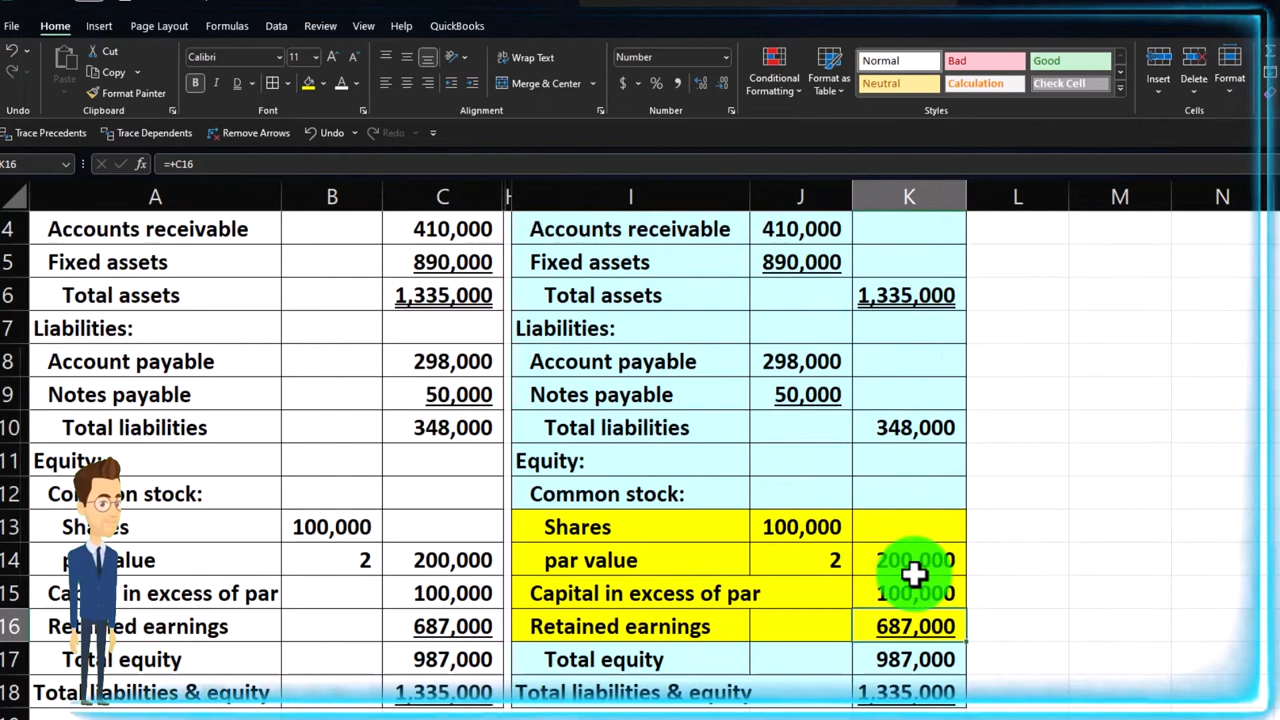 File Home Insert Page Layout Formulas Data Review View Help QuickBooks
Cut Calibri 11 Wrap Text Number Normal Bad Good
Paste Copy B I D A Merge & Center $ % Conditional Formatting Format as Table Neutral Calculation Check Cell Insert Delete Format
Format Painter
Undo Clipboard Font Alignment Number Styles Cells
Trace Precedents Trace Dependents Remove Arrows Undo Redo
K16 fx =+C16
A B C H I J K L M N
4 Accounts receivable 410,000 Accounts receivable 410,000
5 Fixed assets 890,000 Fixed assets 890,000
6 Total assets 1,335,000 Total assets 1,335,000
7 Liabilities: Liabilities:
8 Account payable 298,000 Account payable 298,000
9 Notes payable 50,000 Notes payable 50,000
10 Total liabilities 348,000 Total liabilities 348,000
11 Equity: Equity:
12 Common stock: Common stock:
13 Shares 100,000 Shares 100,000
14 par value 2 200,000 par value 2 200,000
15 Capital in excess of par 100,000 Capital in excess of par 100,000
16 Retained earnings 687,000 Retained earnings 687,000
17 Total equity 987,000 Total equity 987,000
18 Total liabilities & equity 1,335,000 Total liabilities & equity 1,335,000